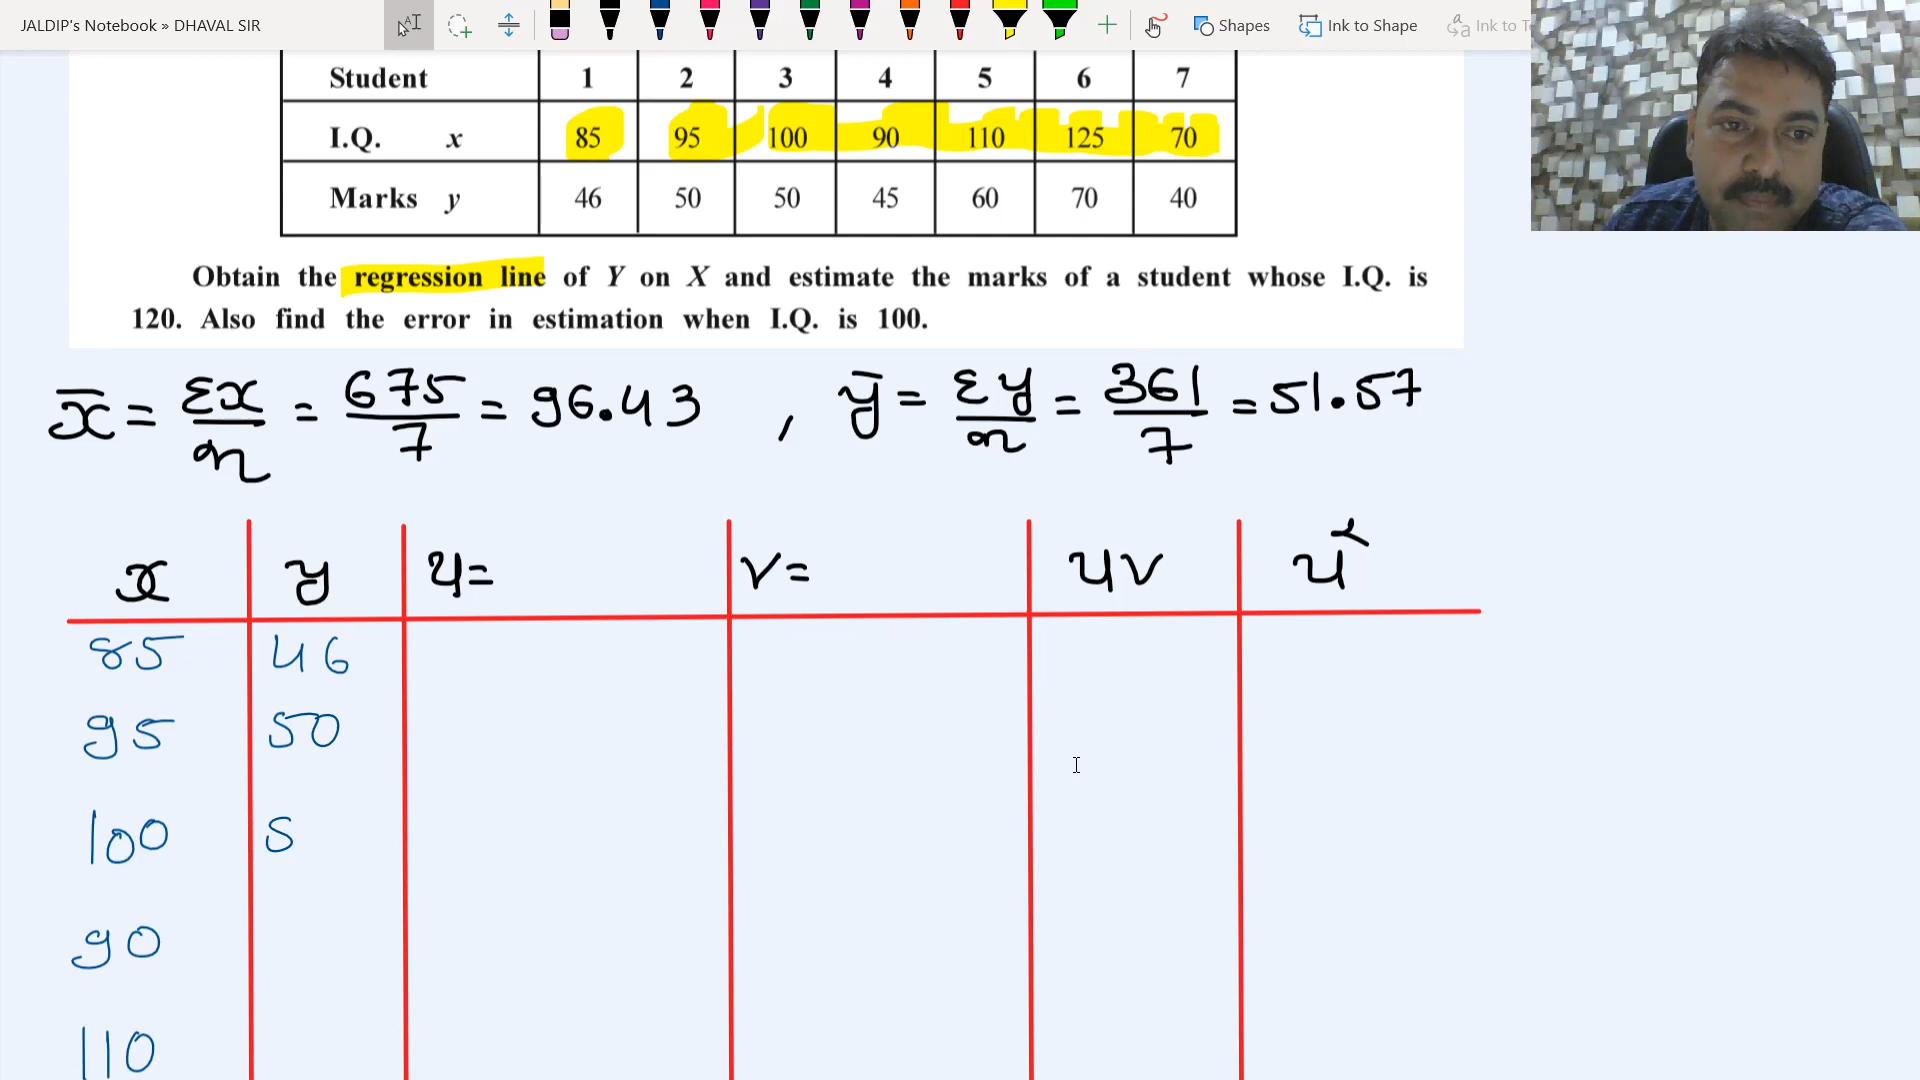 JALDIP's Notebook » DHAVAL SIR
Shapes
Ink to Shape
Ink to
Student 1 2 3 4 5 6 7
I.Q. x 85 95 100 90 110 125 70
Marks y 46 50 50 45 60 70 40
Obtain the regression line of Y on X and estimate the marks of a student whose I.Q. is
120. Also find the error in estimation when I.Q. is 100.
x̄ = Σx/n = 675/7 = 96.43 , ȳ = Σy/n = 361/7 = 51.57
x y u= v= uv u²
85 46
95 50
100 5
90
110